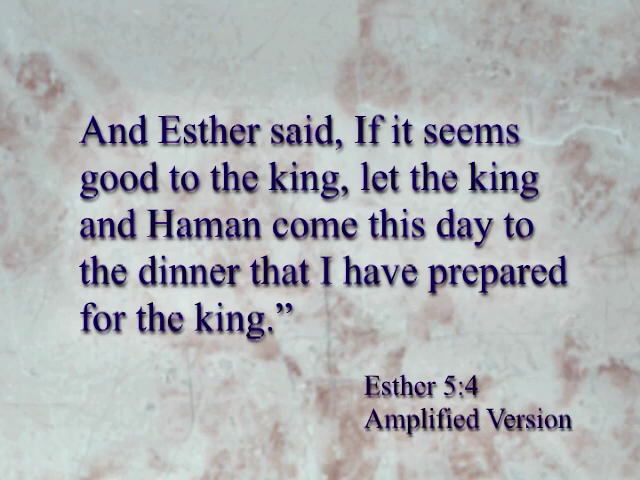 And Esther said, If it seems
good to the king, let the king
and Haman come this day to
the dinner that I have prepared
for the king.”
Esther 5:4
Amplified Version